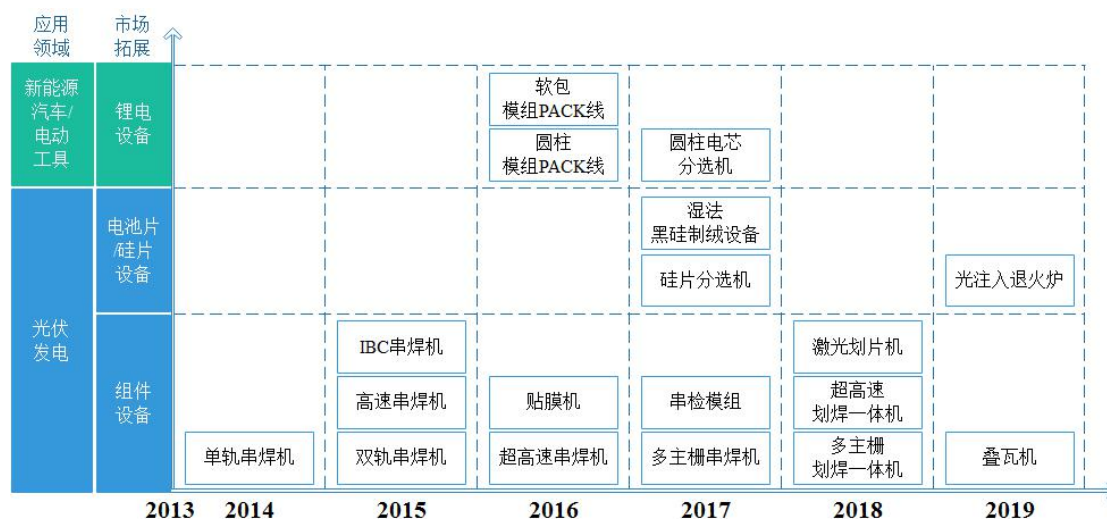 应用
领域
市场
拓展
新能源
汽车/
电动
工具
锂电
设备
软包
模组PACK线
圆柱
模组PACK线
圆柱电芯
分选机
光伏
发电
电池片
/硅片
设备
湿法
黑硅制绒设备
硅片分选机
光注入退火炉
组件
设备
IBC串焊机
激光划片机
高速串焊机
贴膜机
串检模组
超高速
划焊一体机
单轨串焊机
双轨串焊机
超高速串焊机
多主栅串焊机
多主栅
划焊一体机
叠瓦机
2013
2014
2015
2016
2017
2018
2019